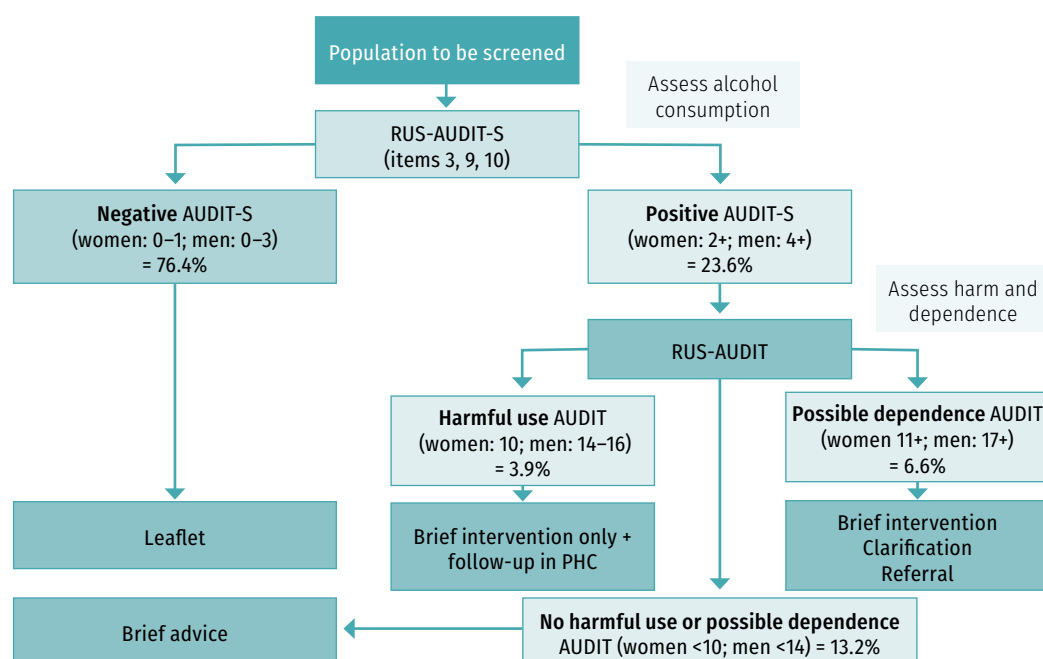 Population to be screened
Assess alcohol
consumption
RUS-AUDIT-S
(items 3, 9, 10)
Negative AUDIT-S
(women: 0–1; men: 0–3)
= 76.4%
Positive AUDIT-S
(women: 2+; men: 4+)
= 23.6%
Assess harm and
dependence
RUS-AUDIT
Harmful use AUDIT
(women: 10; men: 14–16)
= 3.9%
Possible dependence AUDIT
(women 11+; men: 17+)
= 6.6%
Leaflet
Brief intervention only +
follow-up in PHC
Brief intervention
Clarification
Referral
Brief advice
No harmful use or possible dependence
AUDIT (women <10; men <14) = 13.2%